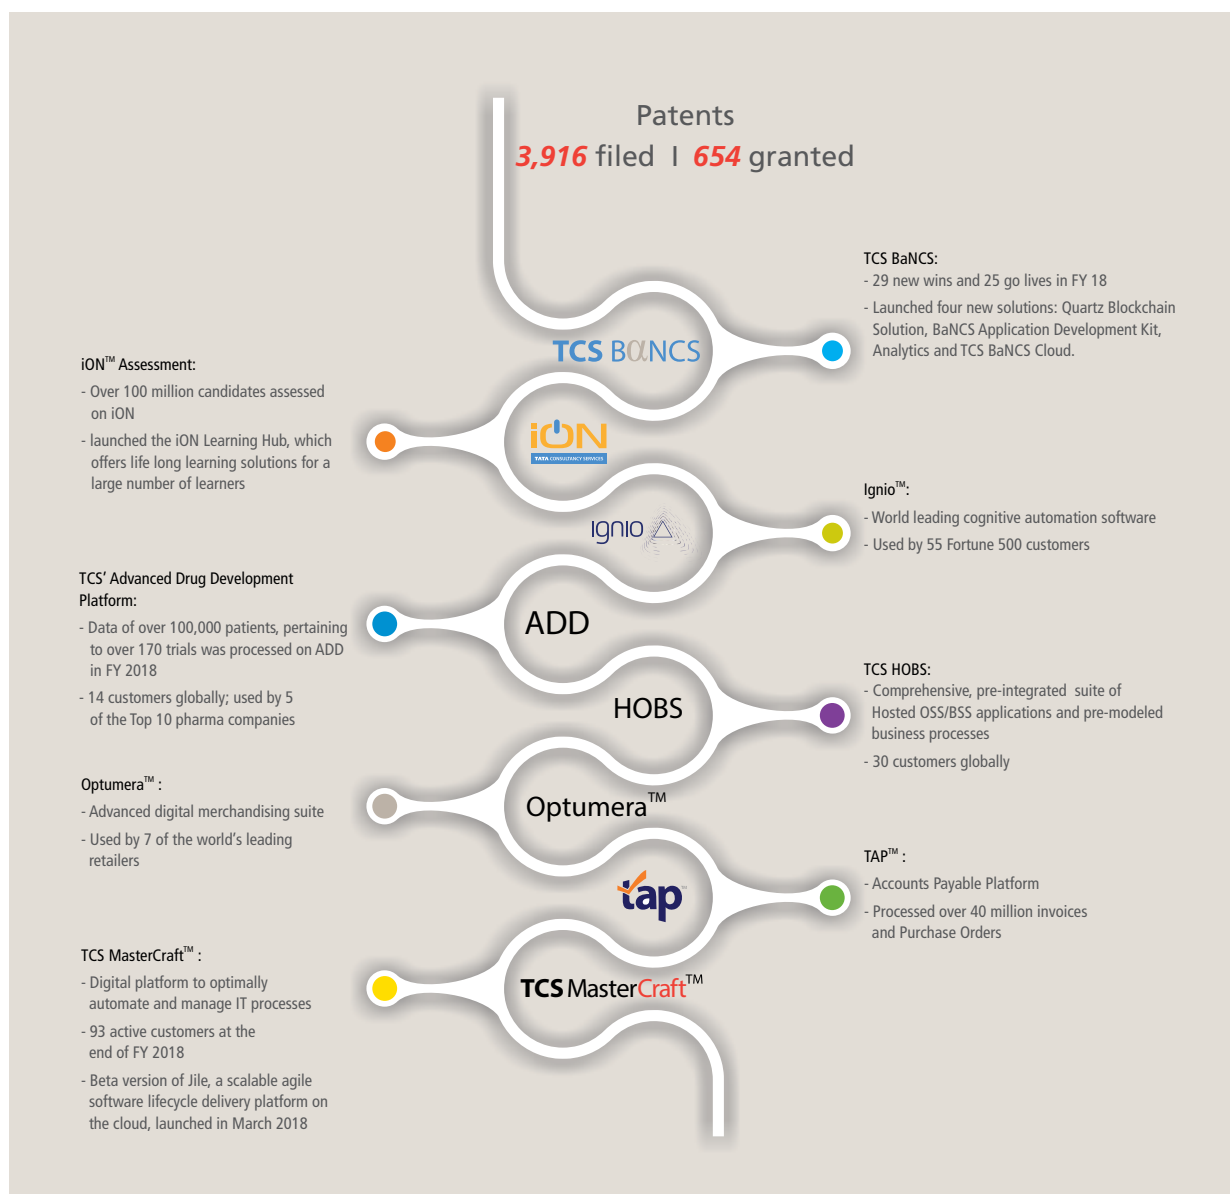 Patents
3,916 filed I 654 granted
TCS BaNCS:
- 29 new wins and 25 go lives in FY 18
- Launched four new solutions: Quartz Blockchain
Solution, BaNCS Application Development Kit,
Analytics and TCS BaNCS Cloud.
TCS BαNCS
iON™ Assessment:
- Over 100 million candidates assessed
on iON
- launched the iON Learning Hub, which
offers life long learning solutions for a
large number of learners
iON
TATA CONSULTANCY SERVICES
Ignio™:
- World leading cognitive automation software
- Used by 55 Fortune 500 customers
IGNIO
TCS’ Advanced Drug Development
Platform:
- Data of over 100,000 patients, pertaining
to over 170 trials was processed on ADD
in FY 2018
- 14 customers globally; used by 5
of the Top 10 pharma companies
ADD
TCS HOBS:
- Comprehensive, pre-integrated suite of
Hosted OSS/BSS applications and pre-modeled
business processes
- 30 customers globally
HOBS
Optumera™ :
- Advanced digital merchandising suite
- Used by 7 of the world’s leading
retailers
Optumera™
TAP™ :
- Accounts Payable Platform
- Processed over 40 million invoices
and Purchase Orders
tap™
TCS MasterCraft™ :
- Digital platform to optimally
automate and manage IT processes
- 93 active customers at the
end of FY 2018
- Beta version of Jile, a scalable agile
software lifecycle delivery platform on
the cloud, launched in March 2018
TCS MasterCraft™